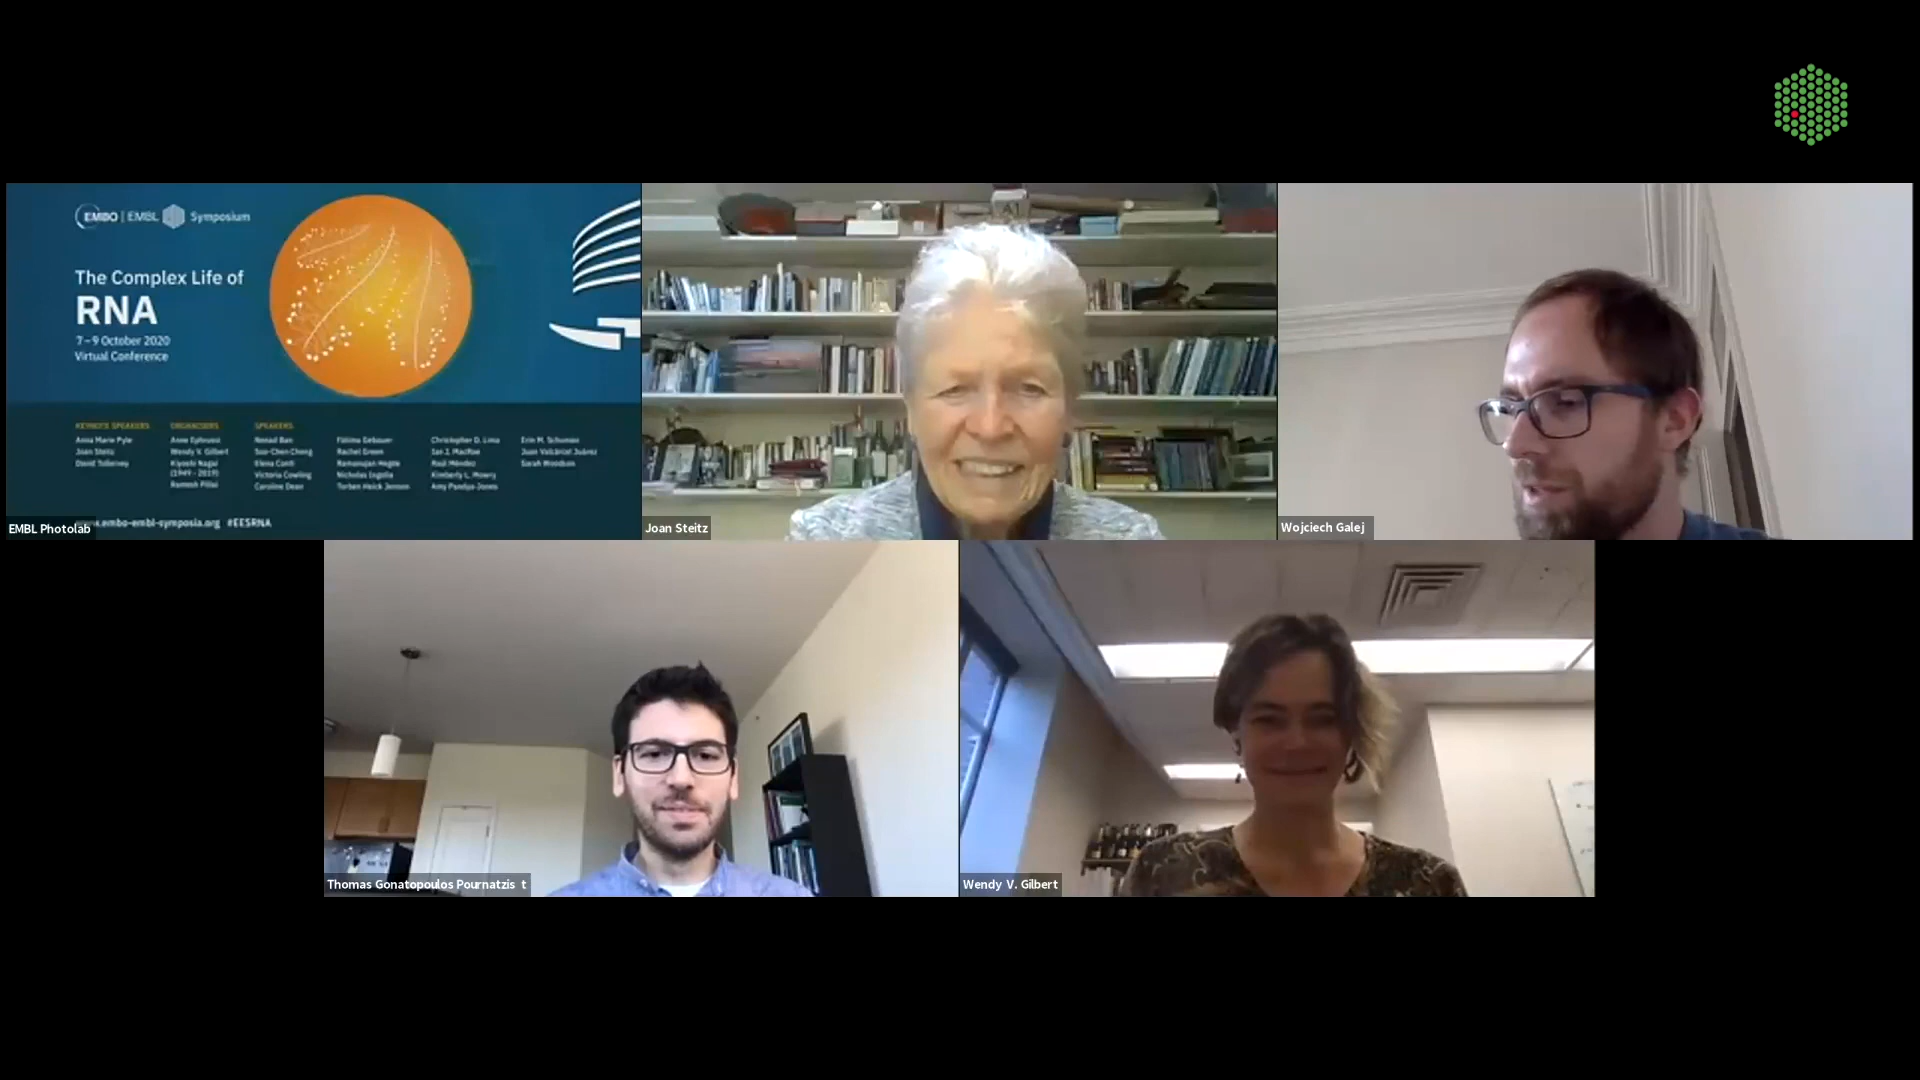 EMBO | EMBL Symposium
The Complex Life of
RNA
7–9 October 2020
Virtual Conference
KEYNOTE SPEAKERS
Anna Marie Pyle
Joan Steitz
David Tollervey
ORGANISERS
Anne Ephrussi
Wendy V. Gilbert
Kiyoshi Nagai
(1949 - 2019)
Ramesh Pillai
SPEAKERS
Nenad Ban
Soo-Chen Cheng
Elena Conti
Victoria Cowling
Caroline Dean
Fátima Gebauer
Rachel Green
Ramanujan Hegde
Nicholas Ingolia
Torben Heick Jensen
Christopher D. Lima
Ian J. MacRae
Raúl Méndez
Kimberly L. Mowry
Amy Pandya-Jones
Erin M. Schuman
Juan Valcárcel Juárez
Sarah Woodson
.embo-embl-symposia.org #EESRNA
EMBL Photolab
Joan Steitz
Wojciech Galej
Thomas Gonatopoulos Pournatzis t
Wendy V. Gilbert